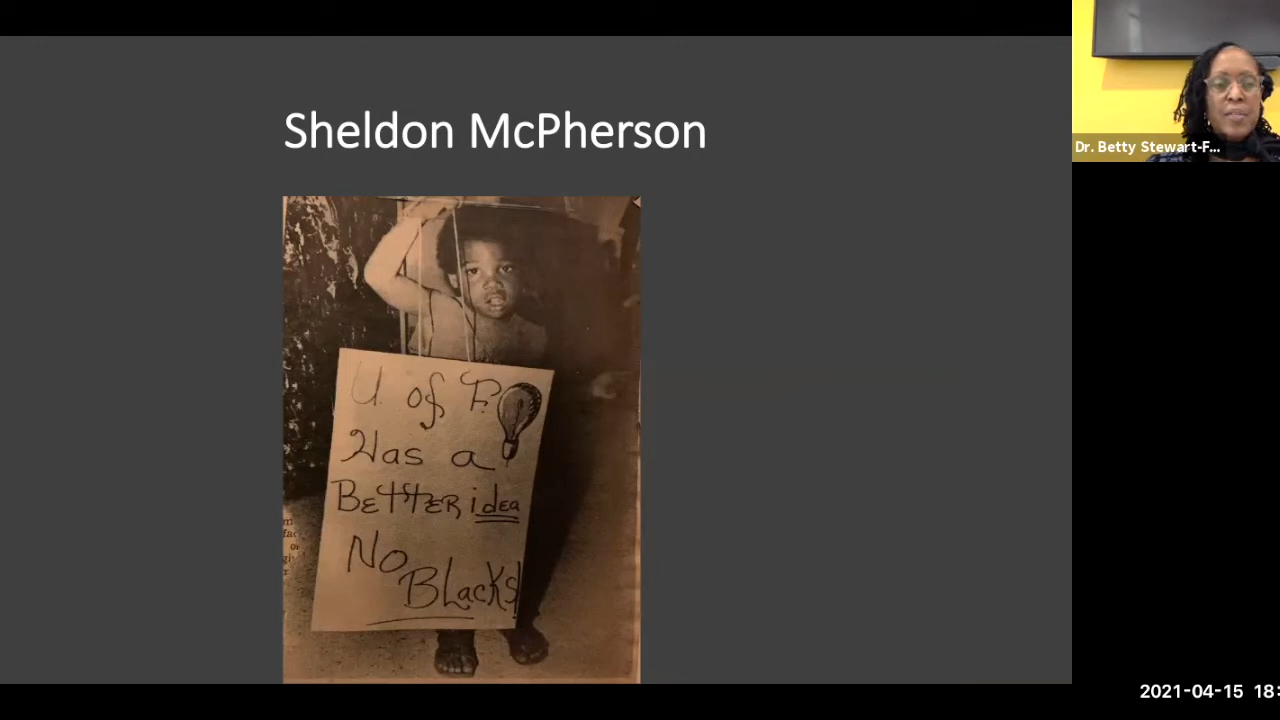 Sheldon McPherson
U. of F.
Has a
BETTER idea
No
BLacks!
Dr. Betty Stewart-F...
2021-04-15 18: